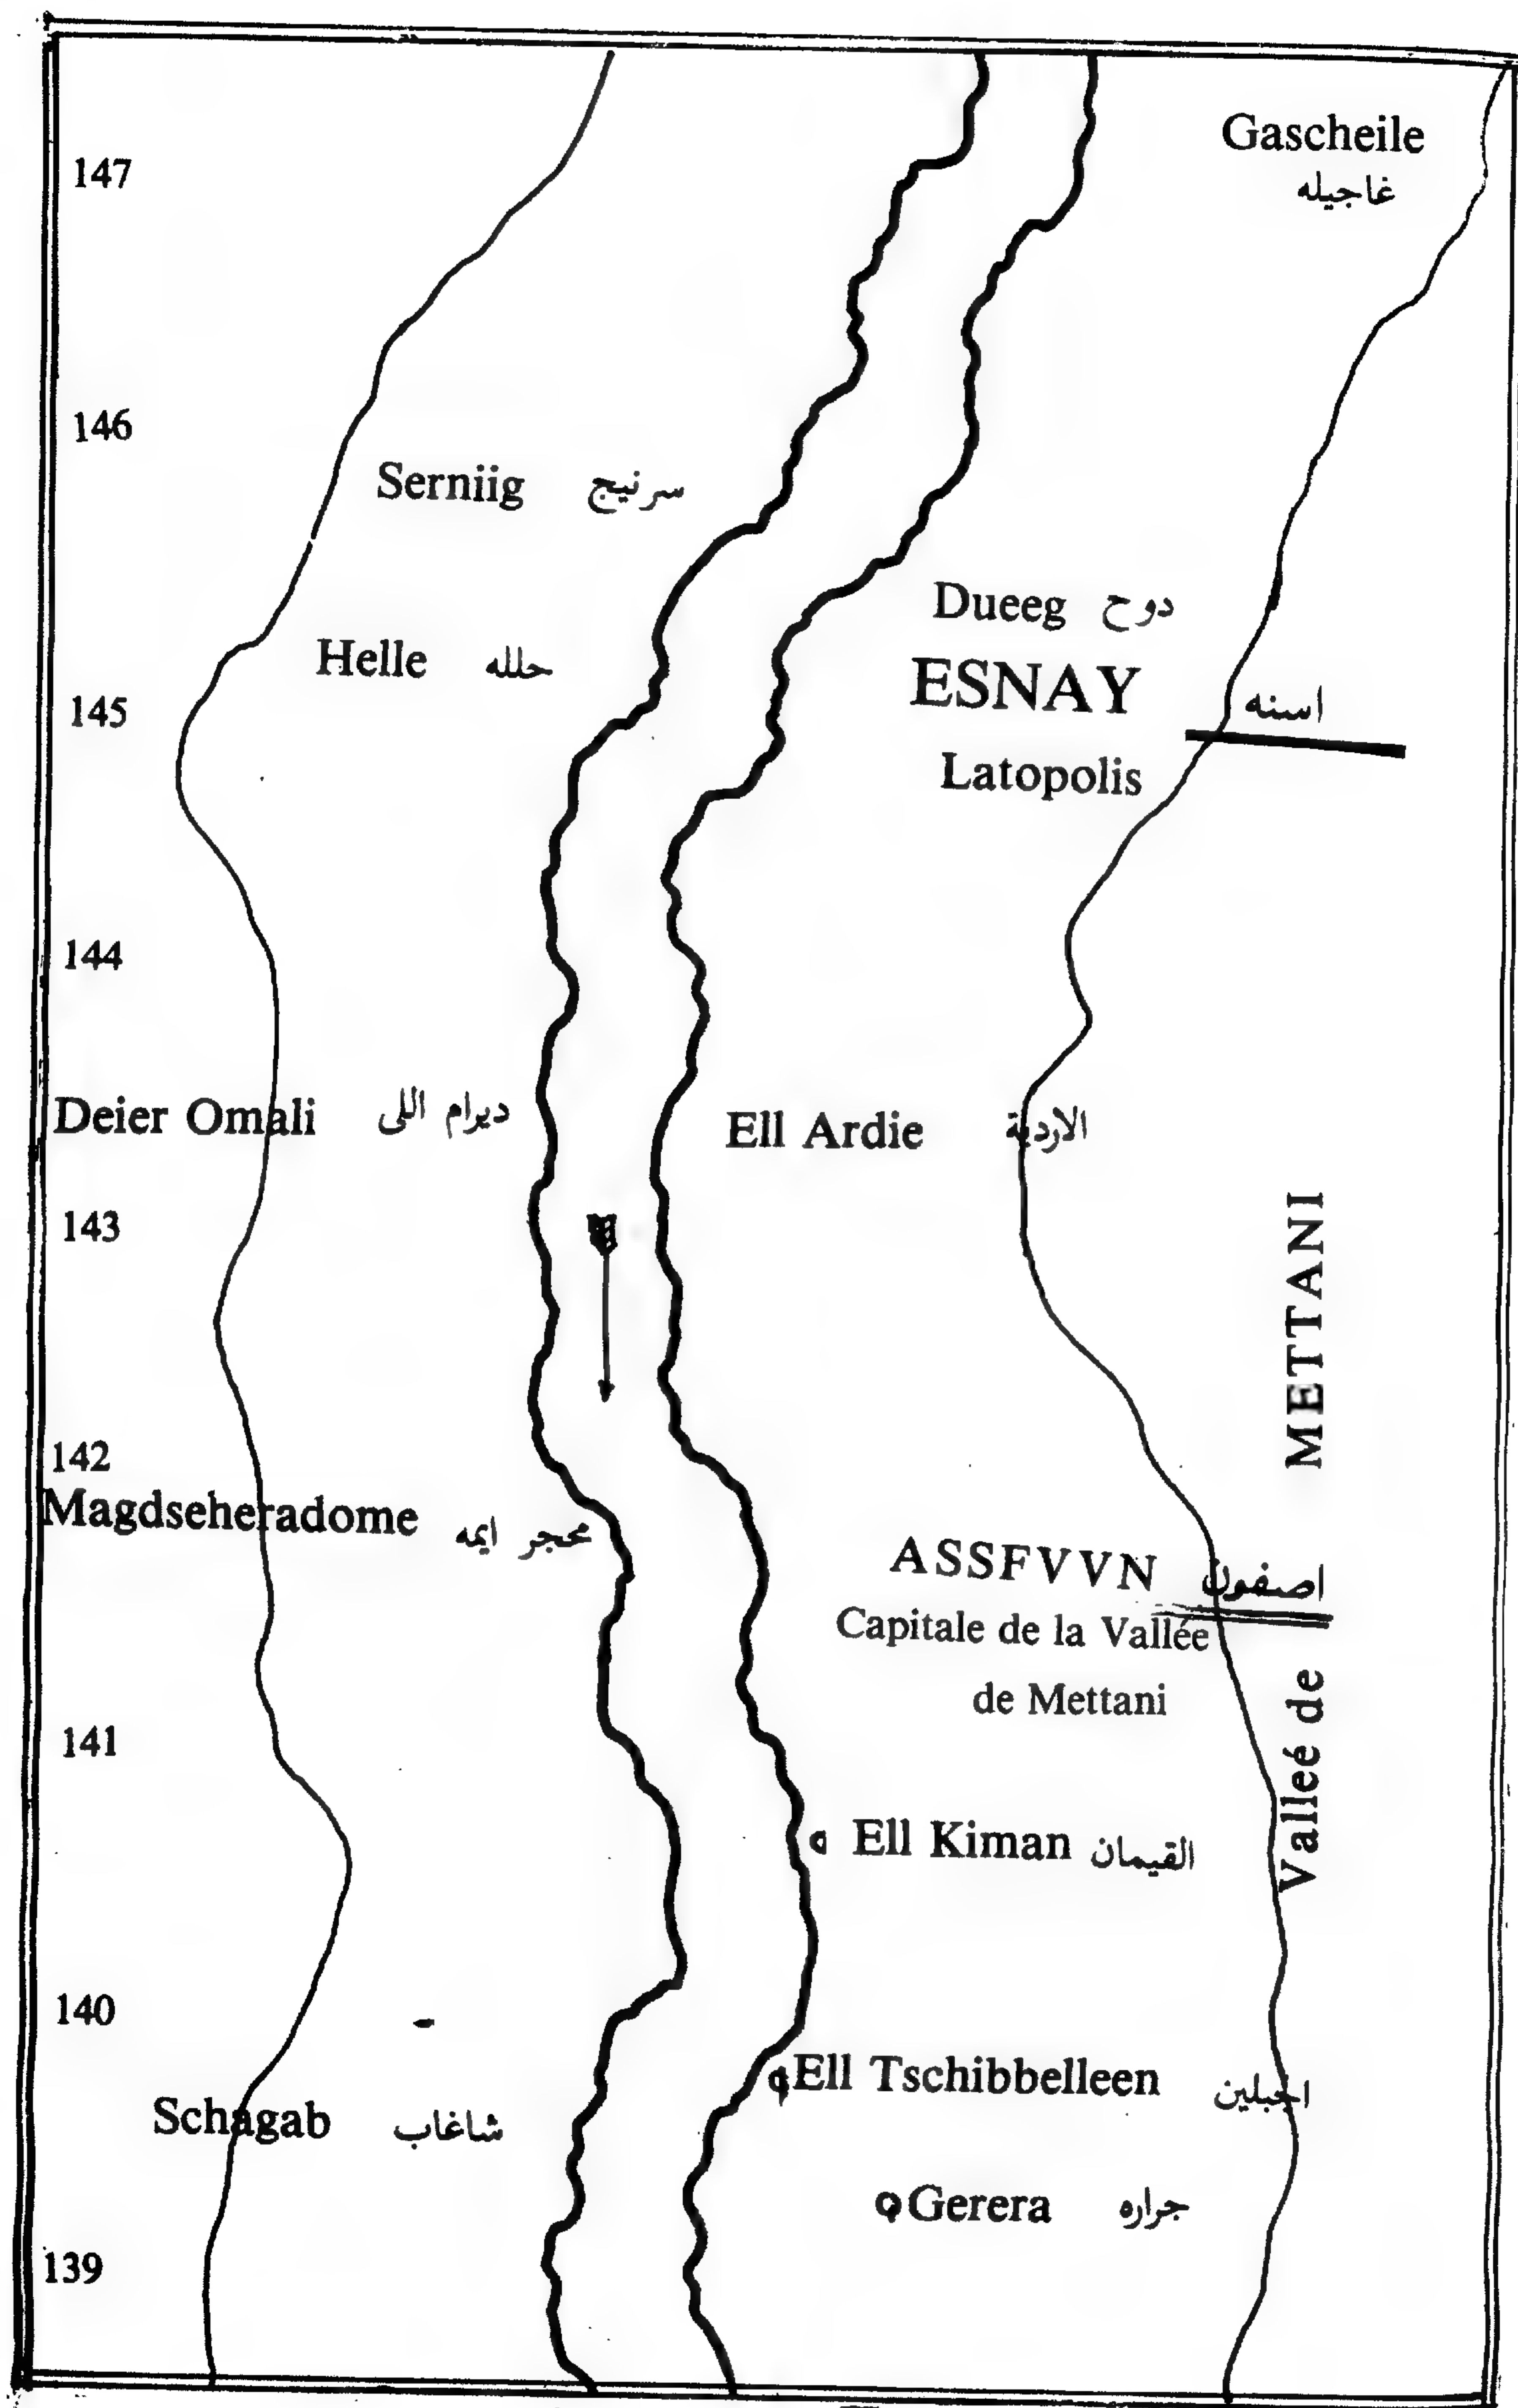 Gascheile
غاجيله
147
146
Serniig سرنيج
Dueeg دوح
Helle حلله
ESNAY اسنه
145
Latopolis
144
Deier Omali ديرام اللى
Ell Ardie الاردية
143
Valleé de METTANI
142
Magdseheradome محجر ايمه
ASSFVVN اصفون
Capitale de la Vallée
de Mettani
141
Ell Kiman القيمان
140
Ell Tschibbelleen الجبلين
Schagab شاغاب
Gerera جراره
139